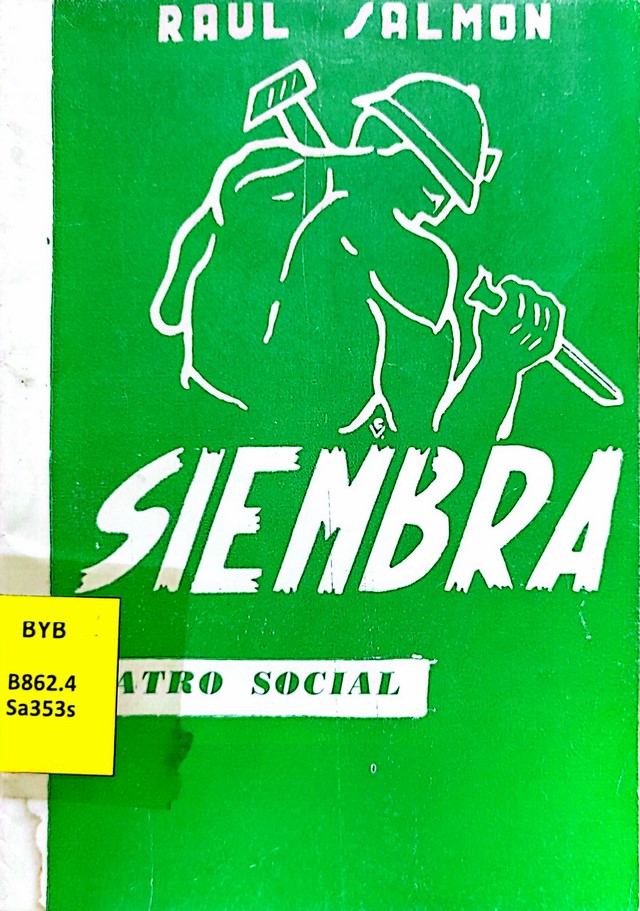 RAUL SALMON
SIEMBRA
BYB
B862.4
Sa353s
ATRO SOCIAL